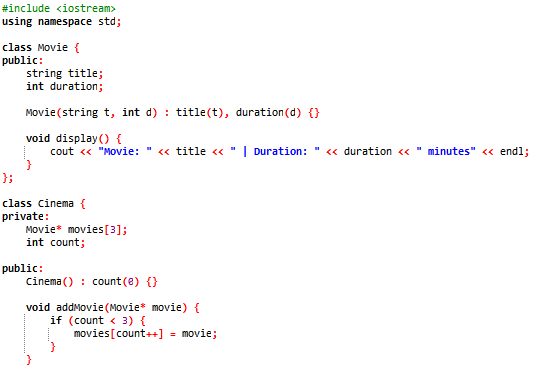 #include <iostream>
using namespace std;
class Movie {
public:
string title;
int duration;
Movie(string t, int d) : title(t), duration(d) {}
void display() {
cout << "Movie: " << title << " | Duration: " << duration << " minutes" << endl;
}
};
class Cinema {
private:
Movie* movies[3];
int count;
public:
Cinema() : count(0) {}
void addMovie(Movie* movie) {
if (count < 3) {
movies[count++] = movie;
}
}